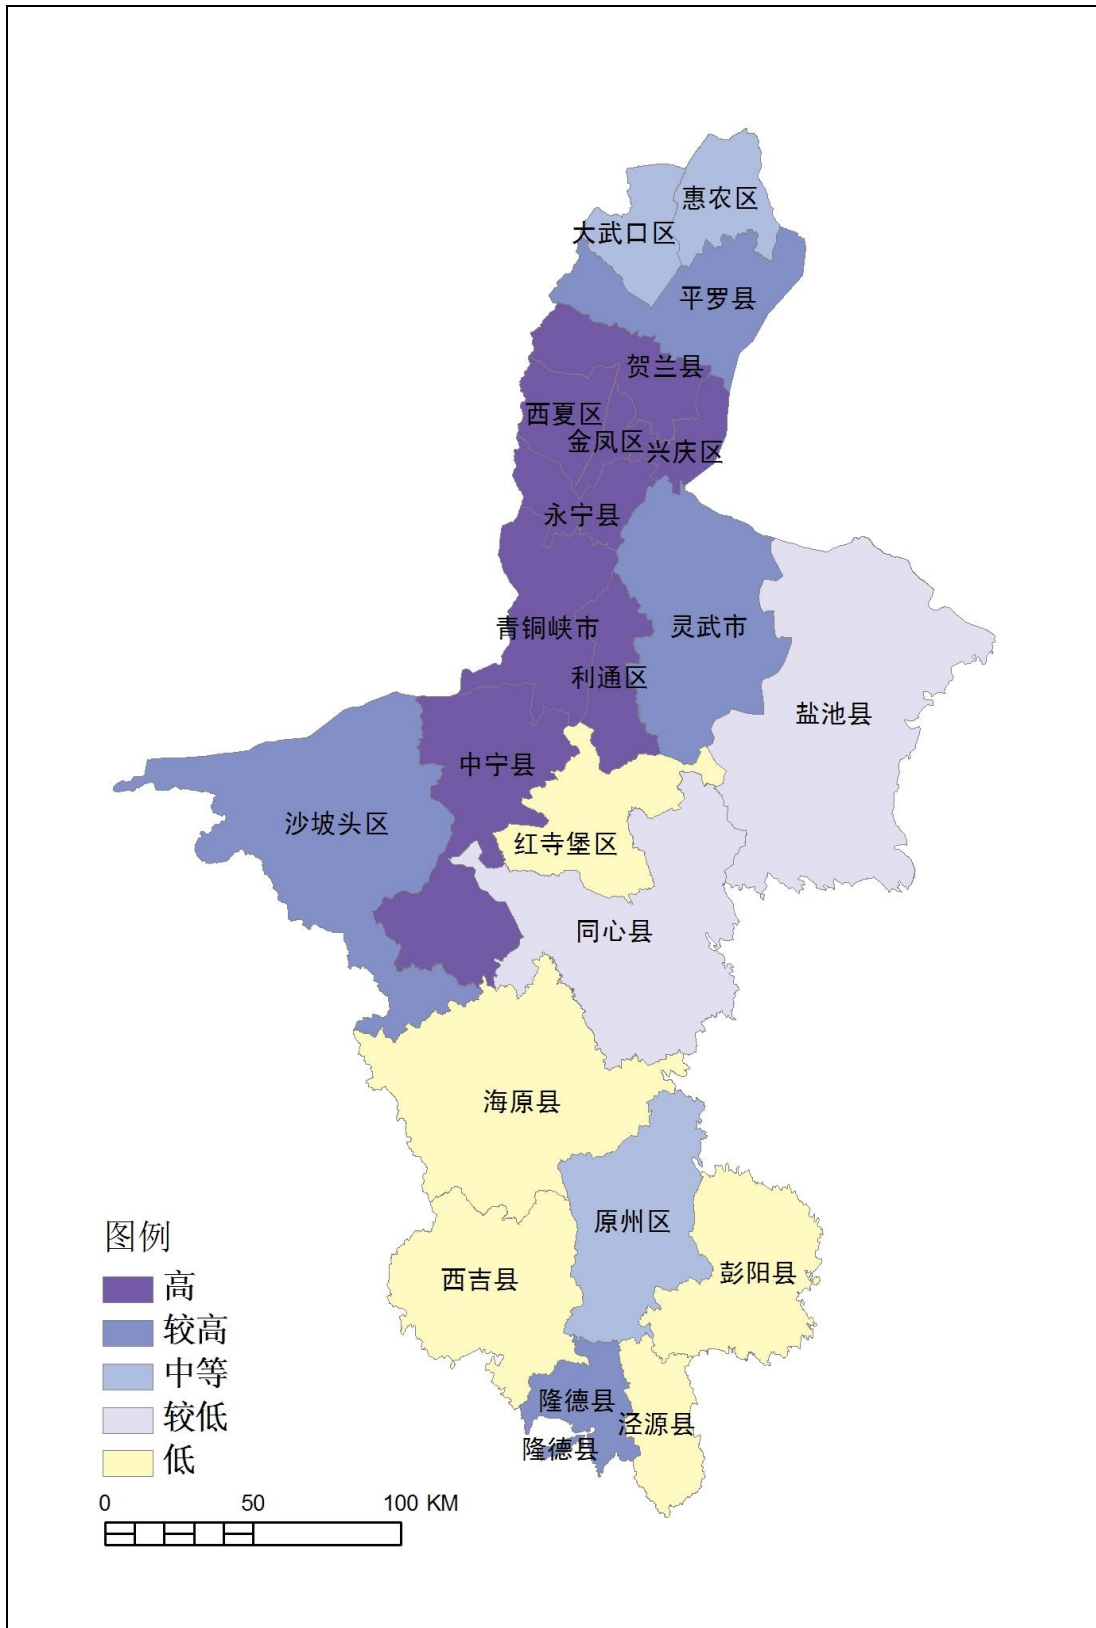 惠农区
大武口区
平罗县
贺兰县
西夏区
金凤区
兴庆区
永宁县
青铜峡市
灵武市
利通区
盐池县
中宁县
沙坡头区
红寺堡区
同心县
海原县
原州区
西吉县
彭阳县
隆德县
泾源县
隆德县
图例
高
较高
中等
较低
低
0 50 100 KM